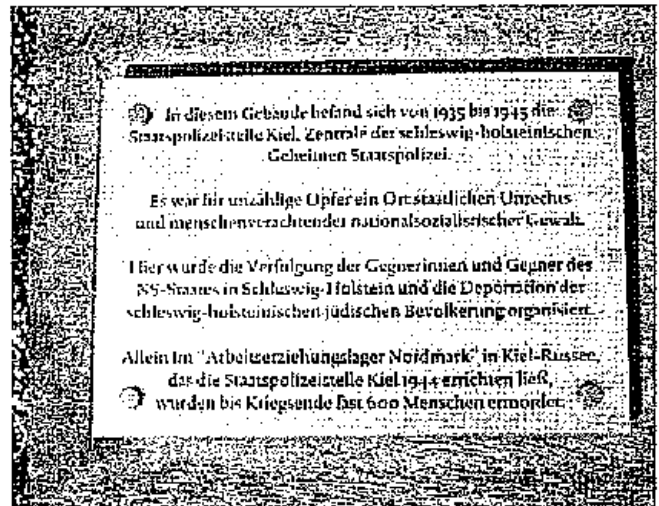 In diesem Gebäude befand sich von 1935 bis 1945 die
Staatspolizeistelle Kiel, Zentrale der schleswig-holsteinischen
Geheimen Staatspolizei.
Es war für unzählige Opfer ein Ort staatlichen Unrechts
und menschenverachtender nationalsozialistischer Gewalt.
Hier wurde die Verfolgung der Gegnerinnen und Gegner des
NS-Staates in Schleswig-Holstein und die Deportation der
schleswig-holsteinischen jüdischen Bevölkerung organisiert.
Allein im "Arbeitserziehungslager Nordmark" in Kiel-Russee,
das die Staatspolizeistelle Kiel 1944 errichten ließ,
wurden bis Kriegsende fast 600 Menschen ermordet.